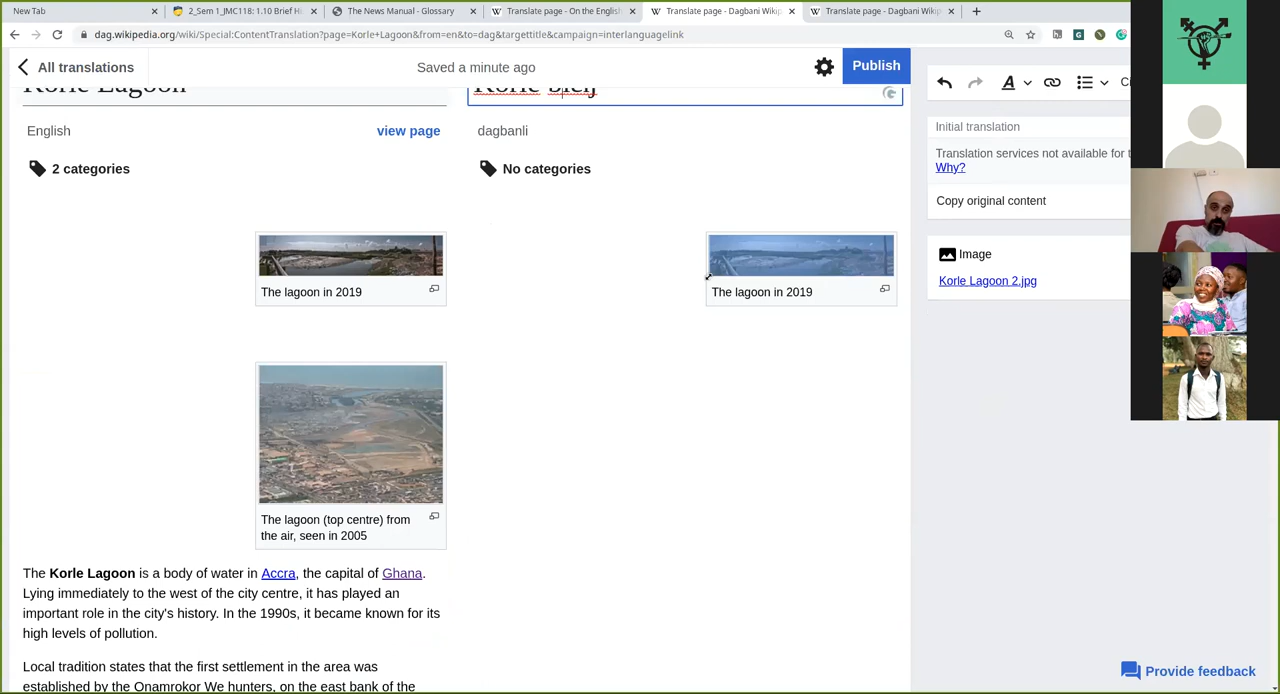 New Tab
2_Sem 1_JMC118: 1.10 Brief Hi
The News Manual - Glossary
Translate page - On the English
Translate page - Dagbani Wikip
Translate page - Dagbani Wikip
dag.wikipedia.org/wiki/Special:ContentTranslation?page=Korle+Lagoon&from=en&to=dag&targettitle&campaign=interlanguagelink
All translations
Saved a minute ago
Publish
Korle Lagoon
Korle
English
view page
dagbanli
2 categories
No categories
The lagoon in 2019
The lagoon in 2019
The lagoon (top centre) from
the air, seen in 2005
The Korle Lagoon is a body of water in Accra, the capital of Ghana.
Lying immediately to the west of the city centre, it has played an
important role in the city's history. In the 1990s, it became known for its
high levels of pollution.
Local tradition states that the first settlement in the area was
established by the Onamrokor We hunters, on the east bank of the
Initial translation
Translation services not available for t
Why?
Copy original content
Image
Korle Lagoon 2.jpg
Provide feedback